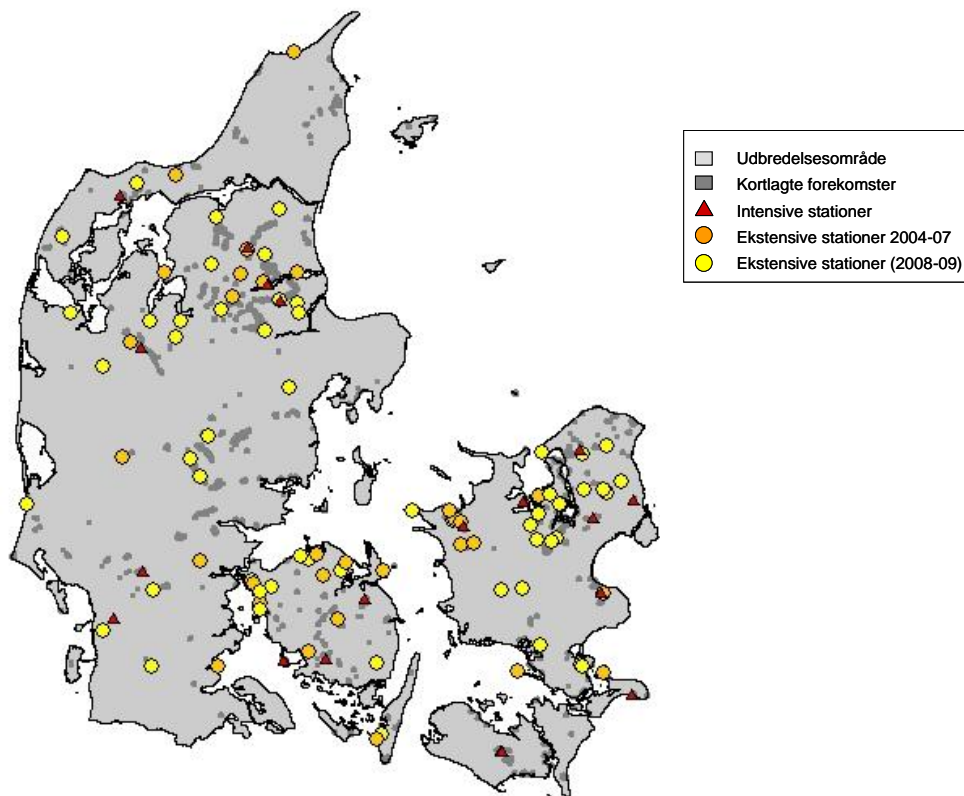 Udbredelsesområde
Kortlagte forekomster
Intensive stationer
Ekstensive stationer 2004-07
Ekstensive stationer (2008-09)